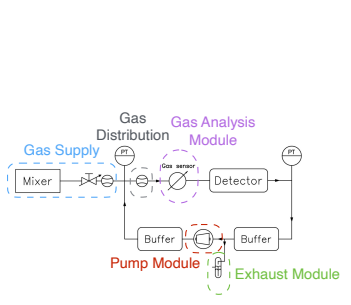 Gas
Distribution
Gas Analysis
Module
Gas Supply
PT
PT
Gas sensor
Mixer
Detector
Buffer
Buffer
Pump Module
Exhaust Module